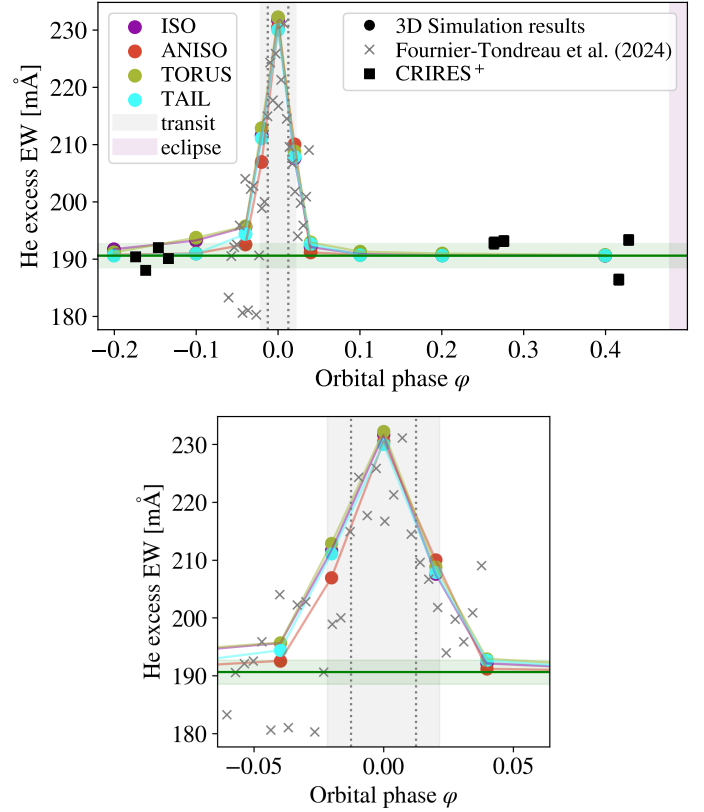 He excess EW [mÅ]
230
220
210
200
190
180
ISO
ANISO
TORUS
TAIL
transit
eclipse
3D Simulation results
Fournier-Tondreau et al. (2024)
CRIRES+
−0.2 −0.1 0.0 0.1 0.2 0.3 0.4
Orbital phase φ
He excess EW [mÅ]
230
220
210
200
190
180
−0.05 0.00 0.05
Orbital phase φ